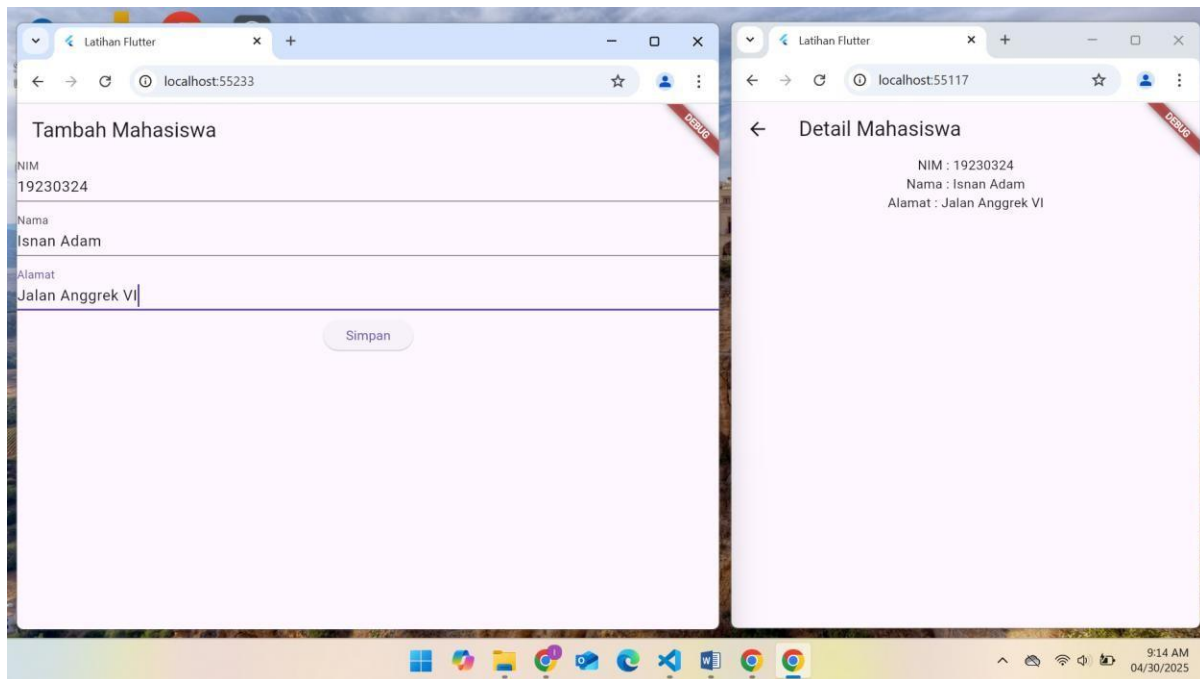 Latihan Flutter
localhost:55233
DEBUG
Tambah Mahasiswa
NIM
19230324
Nama
Isnan Adam
Alamat
Jalan Anggrek VI
Simpan
Latihan Flutter
localhost:55117
DEBUG
Detail Mahasiswa
NIM : 19230324
Nama : Isnan Adam
Alamat : Jalan Anggrek VI
9:14 AM
04/30/2025